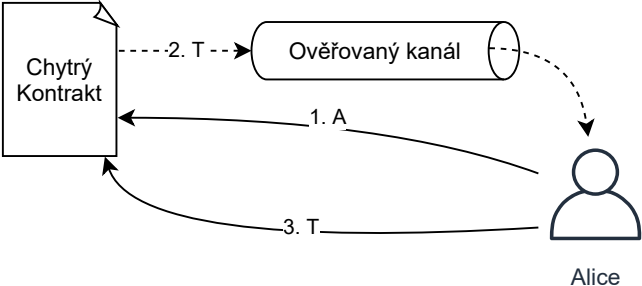 Chytrý
Kontrakt
2. T
Ověřovaný kanál
1. A
3. T
Alice